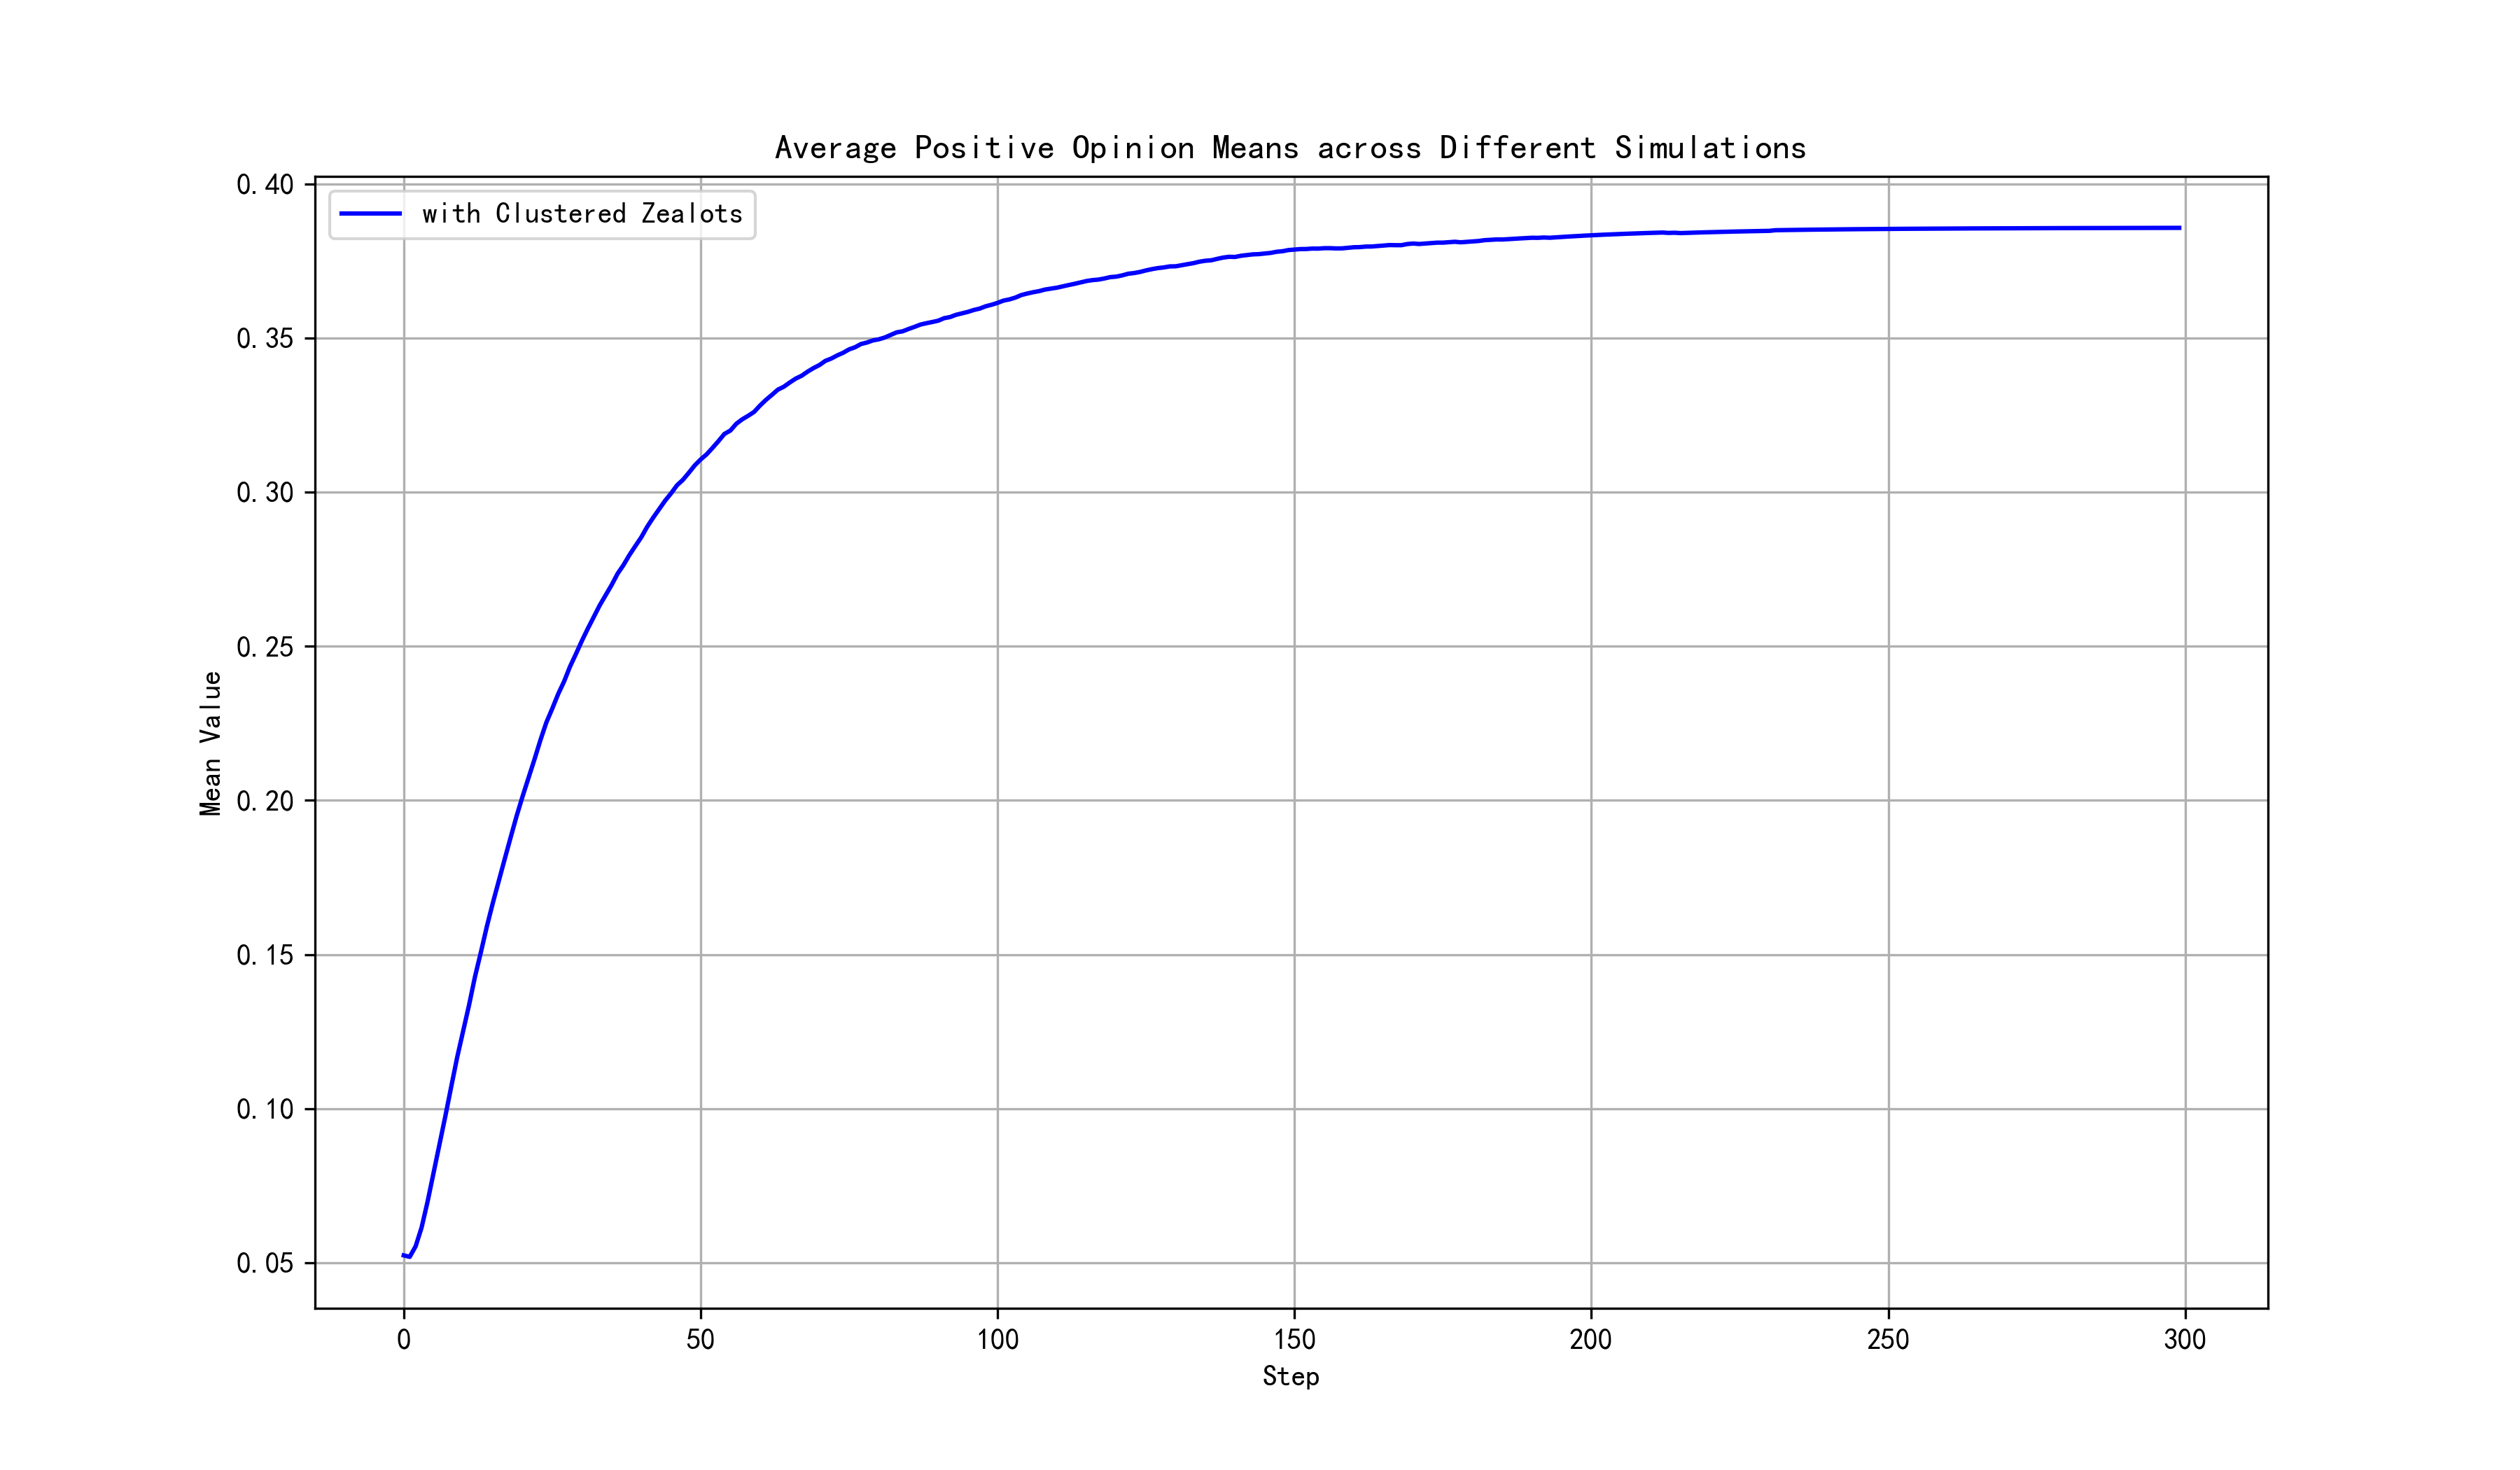 Average Positive Opinion Means across Different Simulations
with Clustered Zealots
Mean Value
0.40
0.35
0.30
0.25
0.20
0.15
0.10
0.05
0 50 100 150 200 250 300
Step